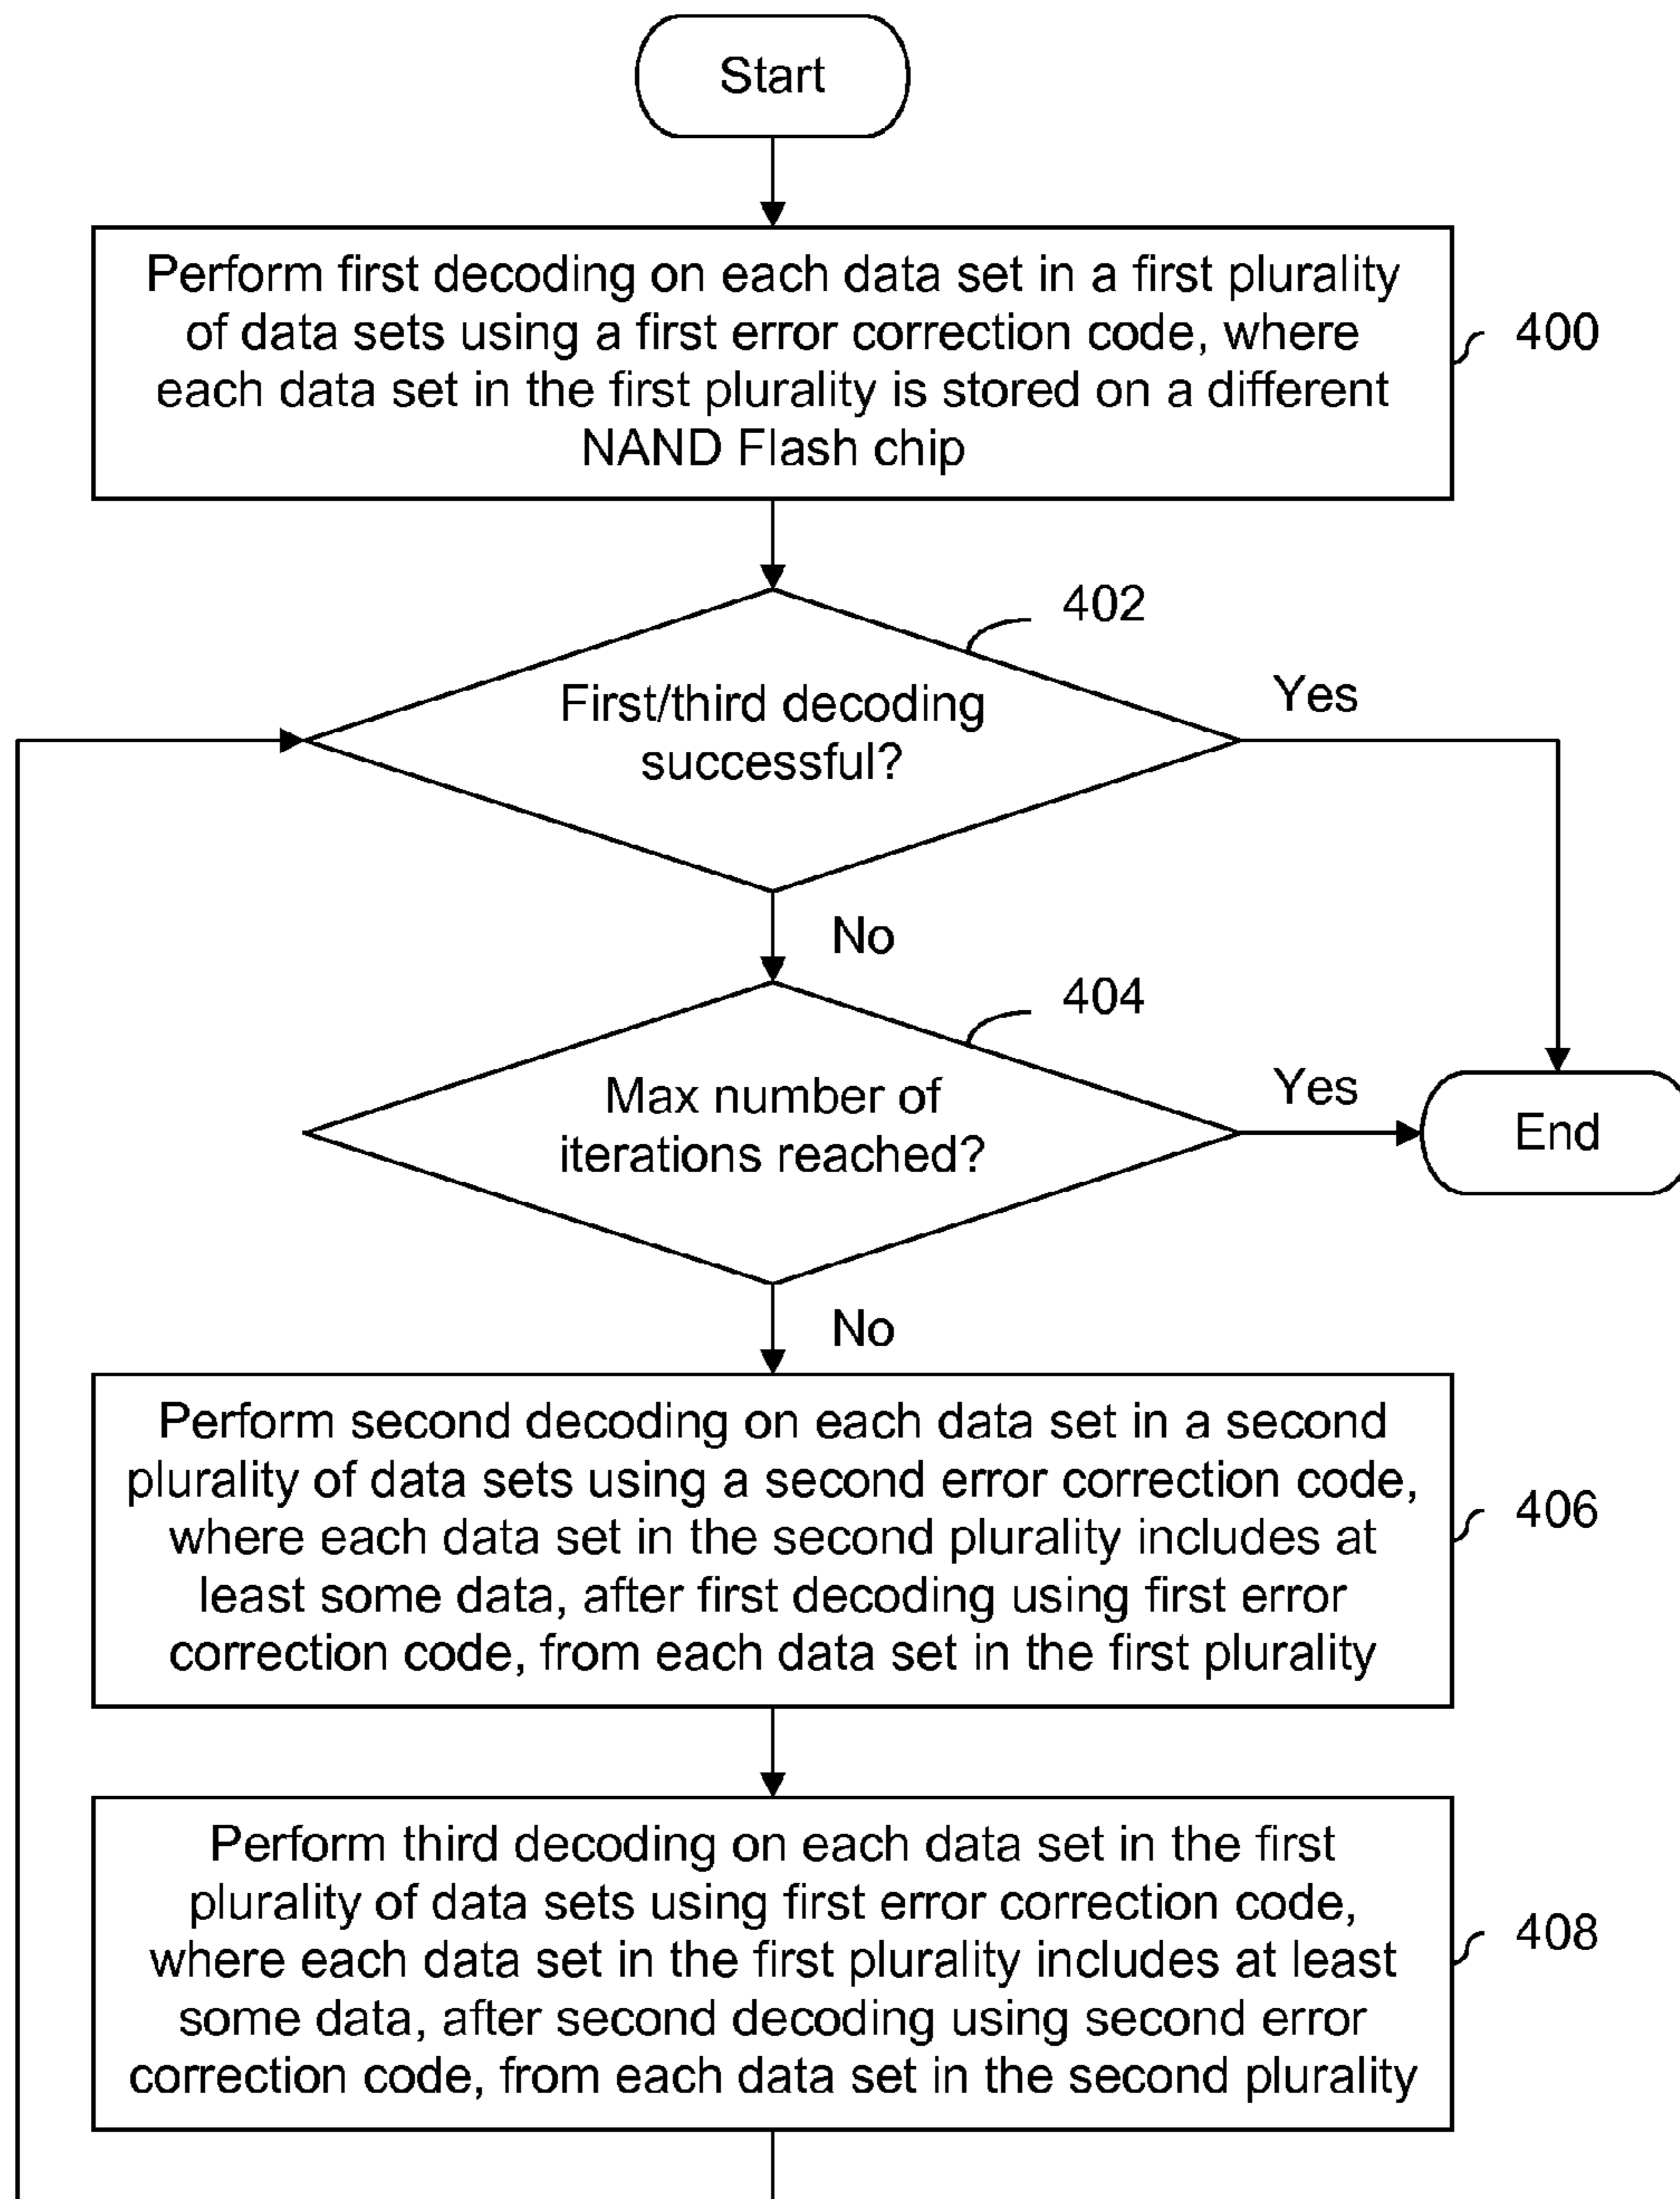 Start
Perform first decoding on each data set in a first plurality
of data sets using a first error correction code, where
each data set in the first plurality is stored on a different
NAND Flash chip
400
402
First/third decoding
successful?
Yes
No
404
Max number of
iterations reached?
Yes
End
No
Perform second decoding on each data set in a second
plurality of data sets using a second error correction code,
where each data set in the second plurality includes at
least some data, after first decoding using first error
correction code, from each data set in the first plurality
406
Perform third decoding on each data set in the first
plurality of data sets using first error correction code,
where each data set in the first plurality includes at least
some data, after second decoding using second error
correction code, from each data set in the second plurality
408